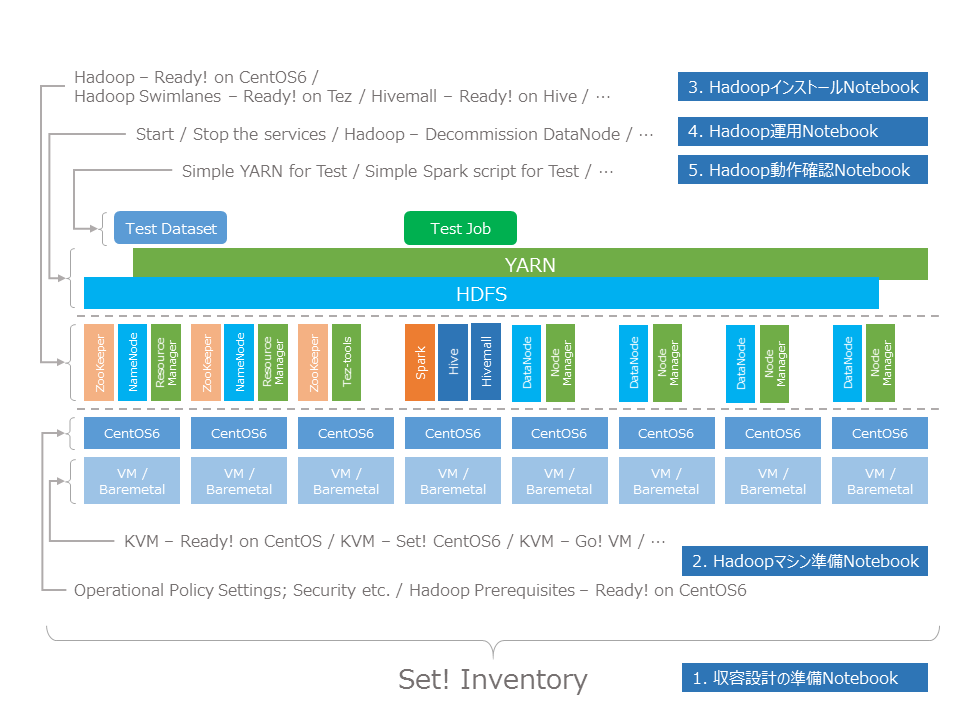 Hadoop – Ready! on CentOS6 /
Hadoop Swimlanes – Ready! on Tez / Hivemall – Ready! on Hive / …
3. HadoopインストールNotebook
Start / Stop the services / Hadoop – Decommission DataNode / …
4. Hadoop運用Notebook
Simple YARN for Test / Simple Spark script for Test / …
5. Hadoop動作確認Notebook
Test Dataset
Test Job
YARN
HDFS
ZooKeeper
NameNode
Resource
Manager
ZooKeeper
NameNode
Resource
Manager
ZooKeeper
Tez-tools
Spark
Hive
Hivemall
DataNode
Node
Manager
DataNode
Node
Manager
DataNode
Node
Manager
DataNode
Node
Manager
CentOS6
CentOS6
CentOS6
CentOS6
CentOS6
CentOS6
CentOS6
CentOS6
VM /
Baremetal
VM /
Baremetal
VM /
Baremetal
VM /
Baremetal
VM /
Baremetal
VM /
Baremetal
VM /
Baremetal
VM /
Baremetal
KVM – Ready! on CentOS / KVM – Set! CentOS6 / KVM – Go! VM / …
2. Hadoopマシン準備Notebook
Operational Policy Settings; Security etc. / Hadoop Prerequisites – Ready! on CentOS6
Set! Inventory
1. 収容設計の準備Notebook